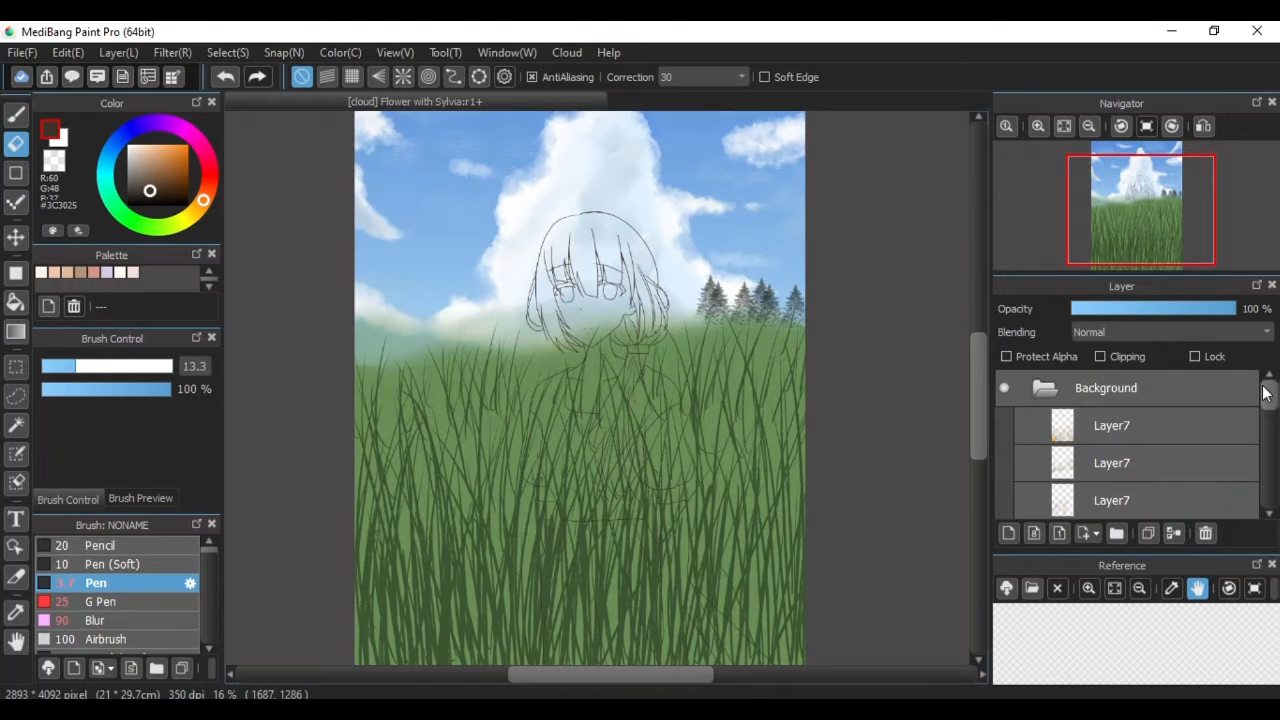 MediBang Paint Pro (64bit)
File(F) Edit(E) Layer(L) Filter(R) Select(S) Snap(N) Color(C) View(V) Tool(T) Window(W) Cloud Help
AntiAliasing Correction 30 Soft Edge
Color
[cloud] Flower with Sylvia:r1+
Navigator
R:60
G:48
B:37
#3C3025
Palette
---
Brush Control
13.3
100 %
Brush Control Brush Preview
Brush: NONAME
20 Pencil
10 Pen (Soft)
3.7 Pen
25 G Pen
90 Blur
100 Airbrush
Layer
Opacity 100 %
Blending Normal
Protect Alpha Clipping Lock
Background
Layer7
Layer7
Layer7
Reference
2893 * 4092 pixel (21 * 29.7cm) 350 dpi 16 % ( 1687, 1286 )